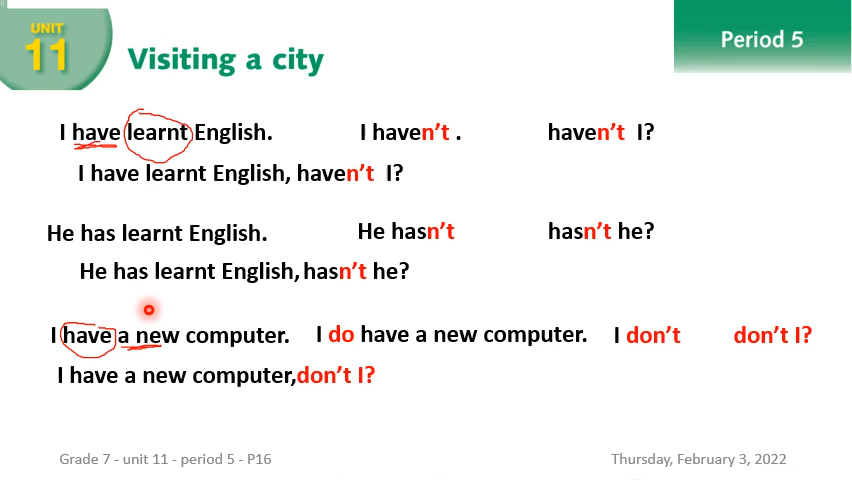 UNIT
11
Visiting a city
Period 5
I have learnt English. I haven't . haven't I?
I have learnt English, haven't I?
He has learnt English. He hasn't hasn't he?
He has learnt English, hasn't he?
I have a new computer. I do have a new computer. I don't don't I?
I have a new computer,don't I?
Grade 7 - unit 11 - period 5 - P16 Thursday, February 3, 2022